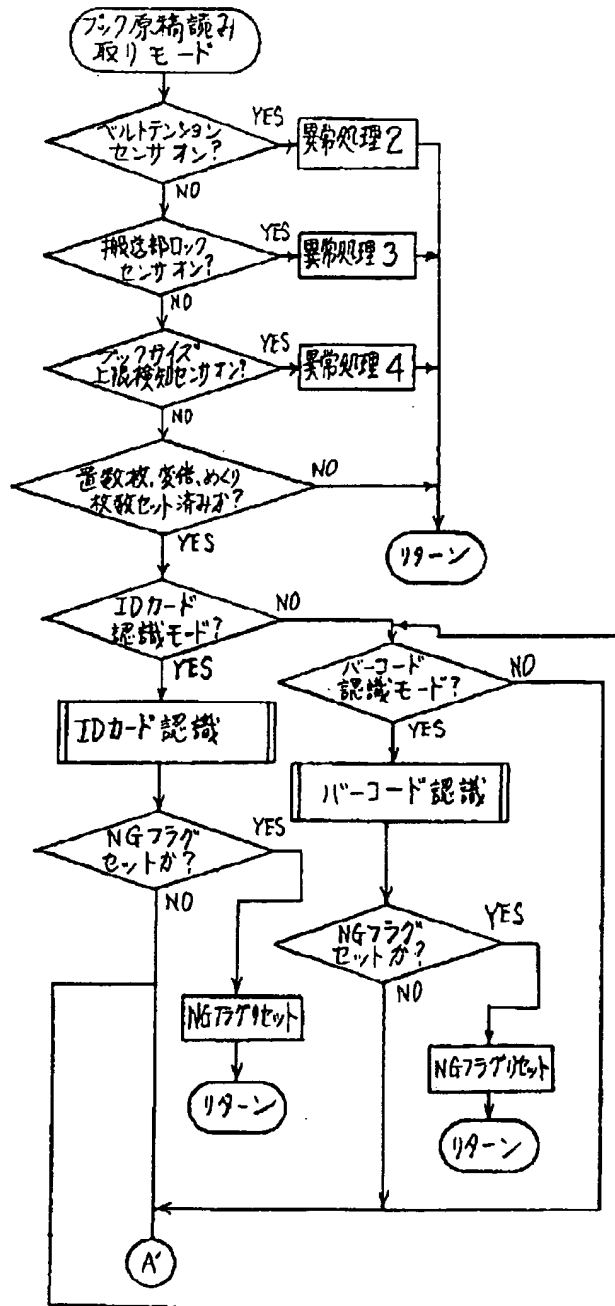 ブック原稿読み
取りモード
ベルトテンション
センサオン?
YES
異常処理2
NO
搬送部ロック
センサオン?
YES
異常処理3
NO
ブックサイズ
上限検知センサオン?
YES
異常処理4
NO
置数枚,変倍、めくり
枚数セット済みか?
NO
YES
リターン
IDカード
認識モード?
NO
YES
バーコード
認識モード?
NO
YES
IDカード認識
バーコード認識
NGフラグ
セットか?
YES
NO
NGフラグ
セットか?
YES
NO
NGフラグリセット
リターン
NGフラグリセット
リターン
A'